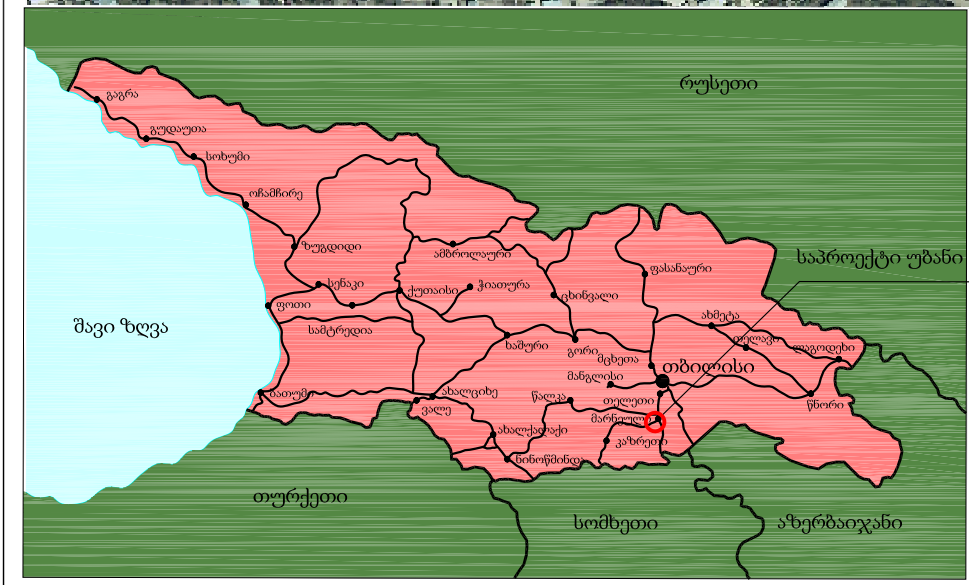 რუსეთი
გაგრა
გუდაუთა
სოხუმი
ოჩამჩირე
ზუგდიდი
ამბროლაური
საპროექტო უბანი
ფასანაური
სენაკი
ქუთაისი
ჭიათურა
ცხინვალი
ფოთი
შავი ზღვა
სამტრედია
ახმეტა
თელავი
ლაგოდეხი
ხაშური
გორი
მცხეთა
თბილისი
მანგლისი
ბათუმი
ახალციხე
ვალე
წალკა
თელეთი
წნორი
მარნეული
ახალქალაქი
კაზრეთი
ნინოწმინდა
თურქეთი
სომხეთი
აზერბაიჯანი